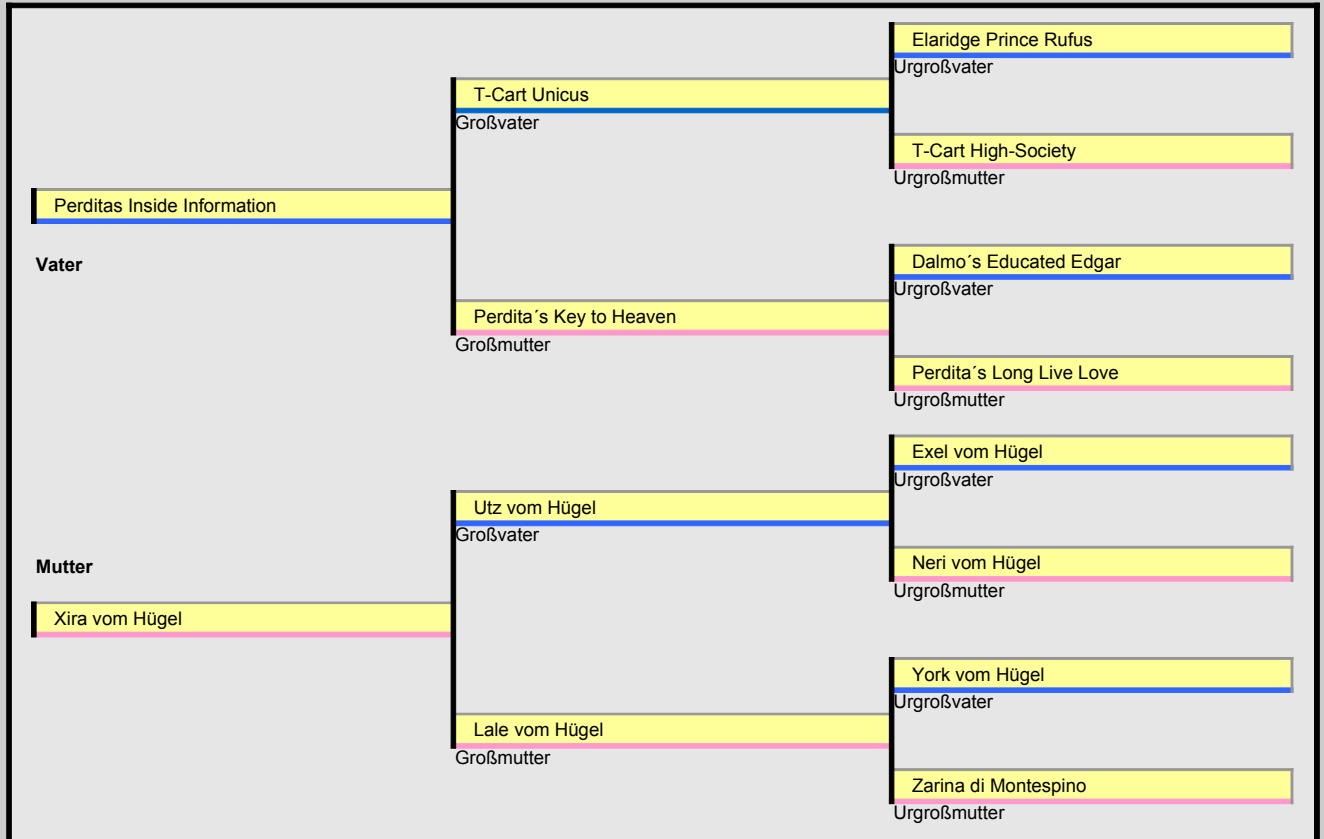 Elaridge Prince Rufus
Urgroßvater
T-Cart Unicus
Großvater
T-Cart High-Society
Urgroßmutter
Perditas Inside Information
Vater
Dalmo´s Educated Edgar
Urgroßvater
Perdita´s Key to Heaven
Großmutter
Perdita´s Long Live Love
Urgroßmutter
Exel vom Hügel
Urgroßvater
Utz vom Hügel
Großvater
Neri vom Hügel
Urgroßmutter
Mutter
Xira vom Hügel
York vom Hügel
Urgroßvater
Lale vom Hügel
Großmutter
Zarina di Montespino
Urgroßmutter